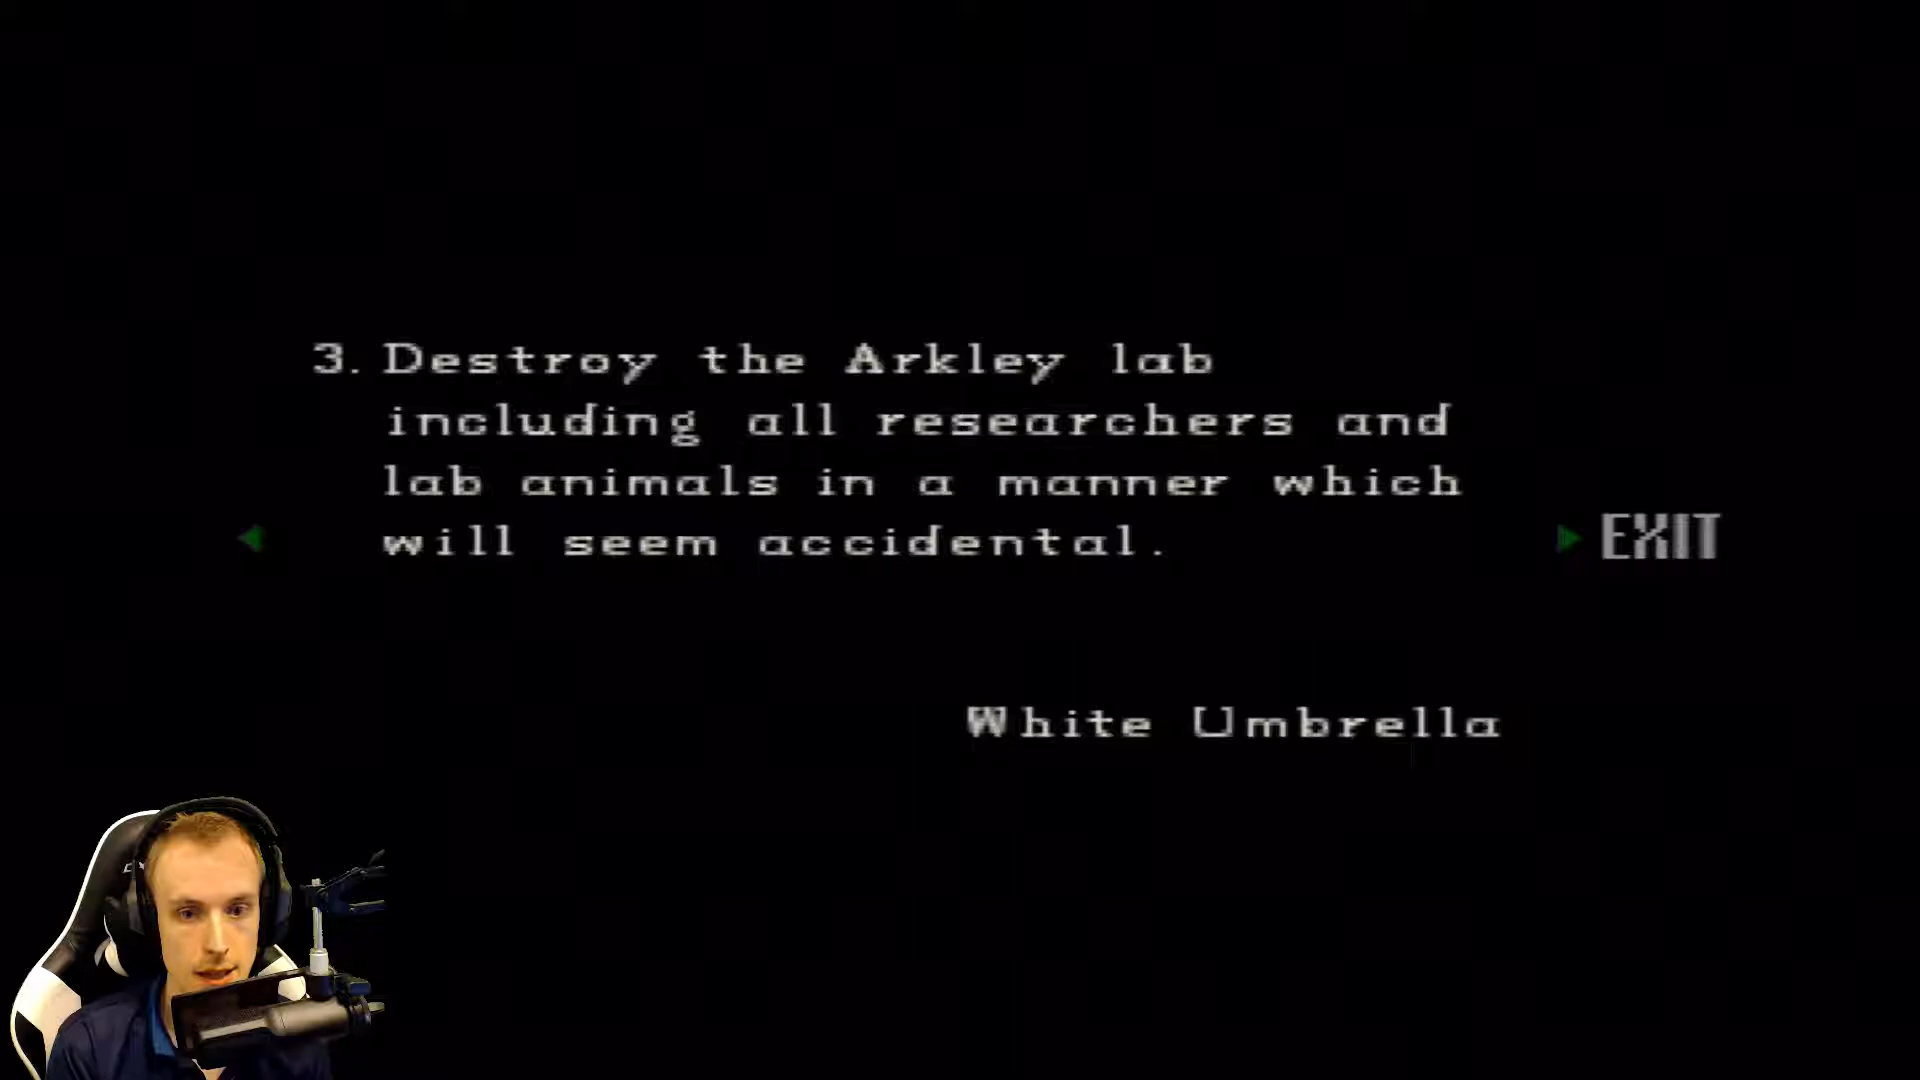 3. Destroy the Arkley lab
including all researchers and
lab animals in a manner which
will seem accidental.
EXIT
White Umbrella